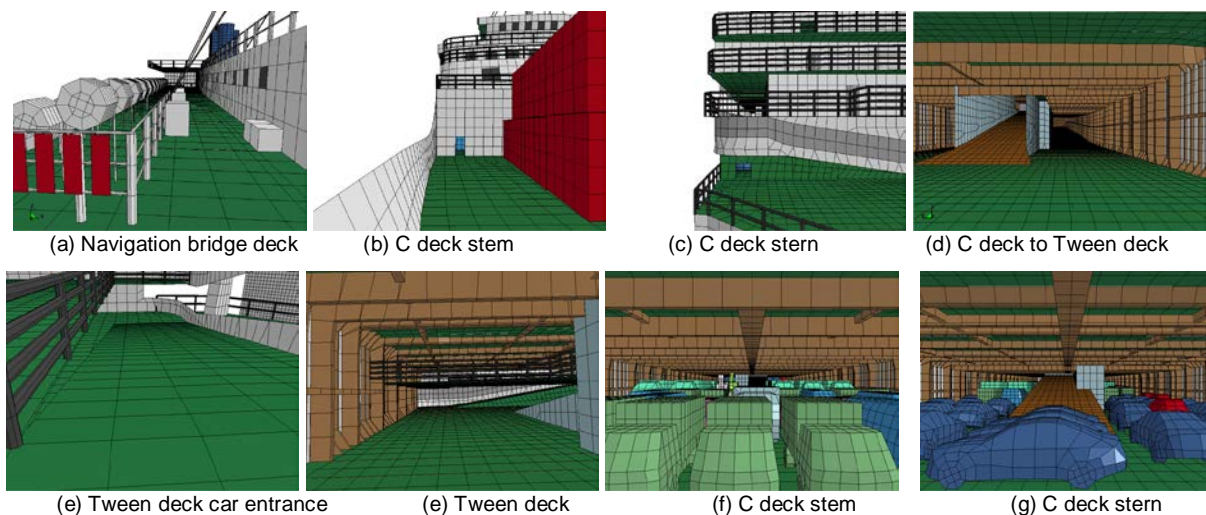 (a) Navigation bridge deck
(b) C deck stem
(c) C deck stern
(d) C deck to Tween deck
(e) Tween deck car entrance
(e) Tween deck
(f) C deck stem
(g) C deck stern